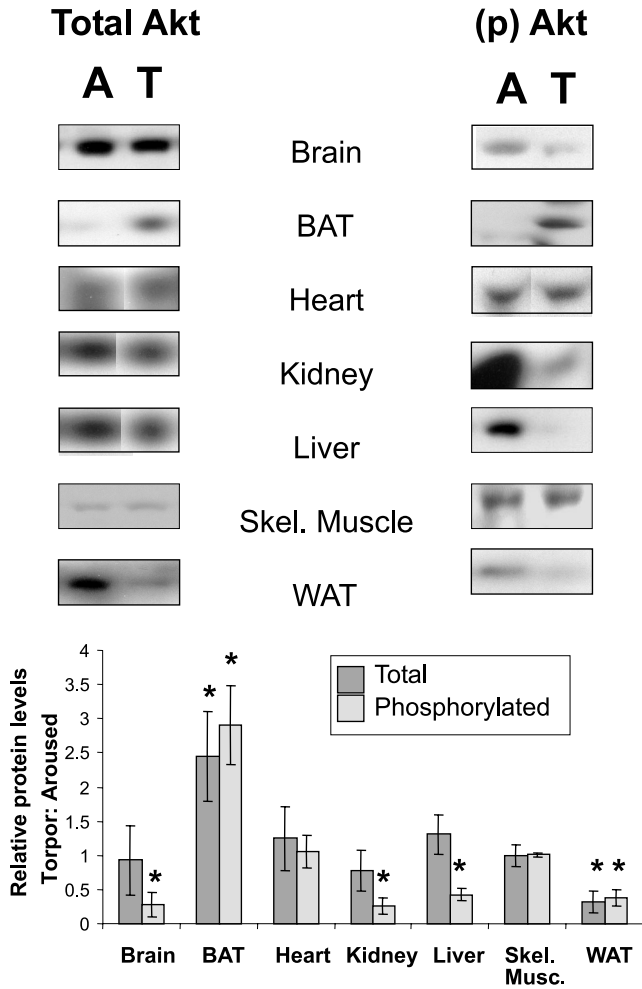 Total Akt (p) Akt
A T A T
Brain
BAT
Heart
Kidney
Liver
Skel. Muscle
WAT
Relative protein levels
Torpor: Aroused
4
3.5
3
2.5
2
1.5
1
0.5
0
* * * * * * *
Total
Phosphorylated
Brain BAT Heart Kidney Liver Skel. Musc. WAT